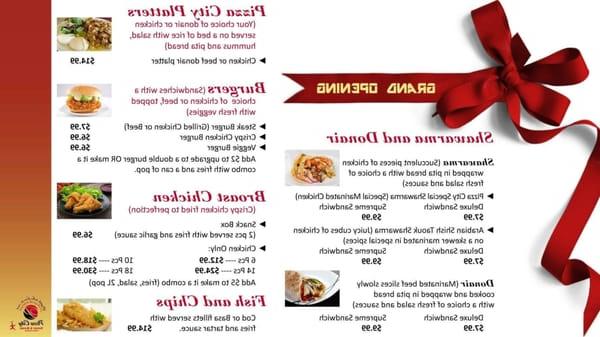 GRAND OPENING
Shawarma and Donair
Shawarma (Succulent pieces of chicken
wrapped in pita bread with a choice of
fresh salad and sauces)
► Pizza City Special Shawarma (Special Marinated Chicken)
Deluxe Sandwich Supreme Sandwich
$7.99 $9.99
► Arabic Shish Taouk Shawarma (Juicy cubes of chicken
on a skewer marinated in special spices)
Deluxe Sandwich Supreme Sandwich
$7.99 $9.99
Donair (Marinated beef slices slowly
cooked and wrapped in pita bread
with a choice of fresh salad and sauces)
Deluxe Sandwich Supreme Sandwich
$7.99 $9.99
Pizza City Platters
(Your choice of donair or chicken
served on a bed of rice with salad,
hummus and pita bread)
► Chicken or Beef donair platter $14.99
Burgers (Sandwiches with a
choice of chicken or beef, topped
with fresh veggies)
► Steak Burger (Grilled Chicken or Beef) $7.99
► Crispy Chicken Burger $6.99
► Veggie Burger $6.99
Add $2 to upgrade to a double burger OR make it a
combo with fries and a can of pop.
Broast Chicken
(Crispy chicken fried to perfection)
► Snack Box
(2 pcs served with fries and garlic sauce) $6.99
► Chicken Only:
6 Pcs ---- $12.99 10 Pcs ---- $18.99
14 Pcs ---- $24.99 18 Pcs ---- $30.99
Add $5 to make it a combo (fries, salad, pop 2L)
Fish and Chips
► Cod or Basa fillets served with
fries and tartar sauce. $14.99
Pizza City